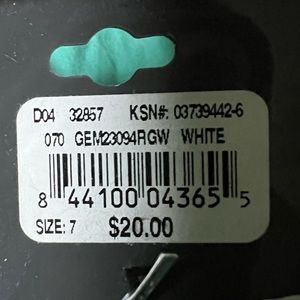 D04 32857 KSN#: 03739442-6
070 GEM23094RGW WHITE
8 44100 04365 5
SIZE: 7 $20.00